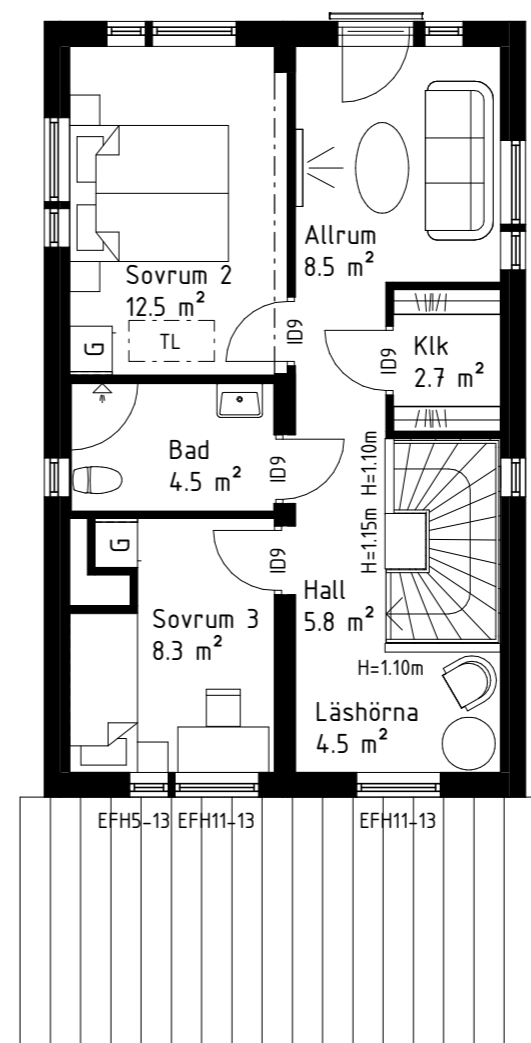 Allrum
8.5 m²
Sovrum 2
12.5 m²
TL
G
ID9
ID9
Klk
2.7 m²
Bad
4.5 m²
ID9
H=1.10m
H=1.15m
G
ID9
Sovrum 3
8.3 m²
Hall
5.8 m²
H=1.10m
Läshörna
4.5 m²
EFH5-13 EFH11-13 EFH11-13